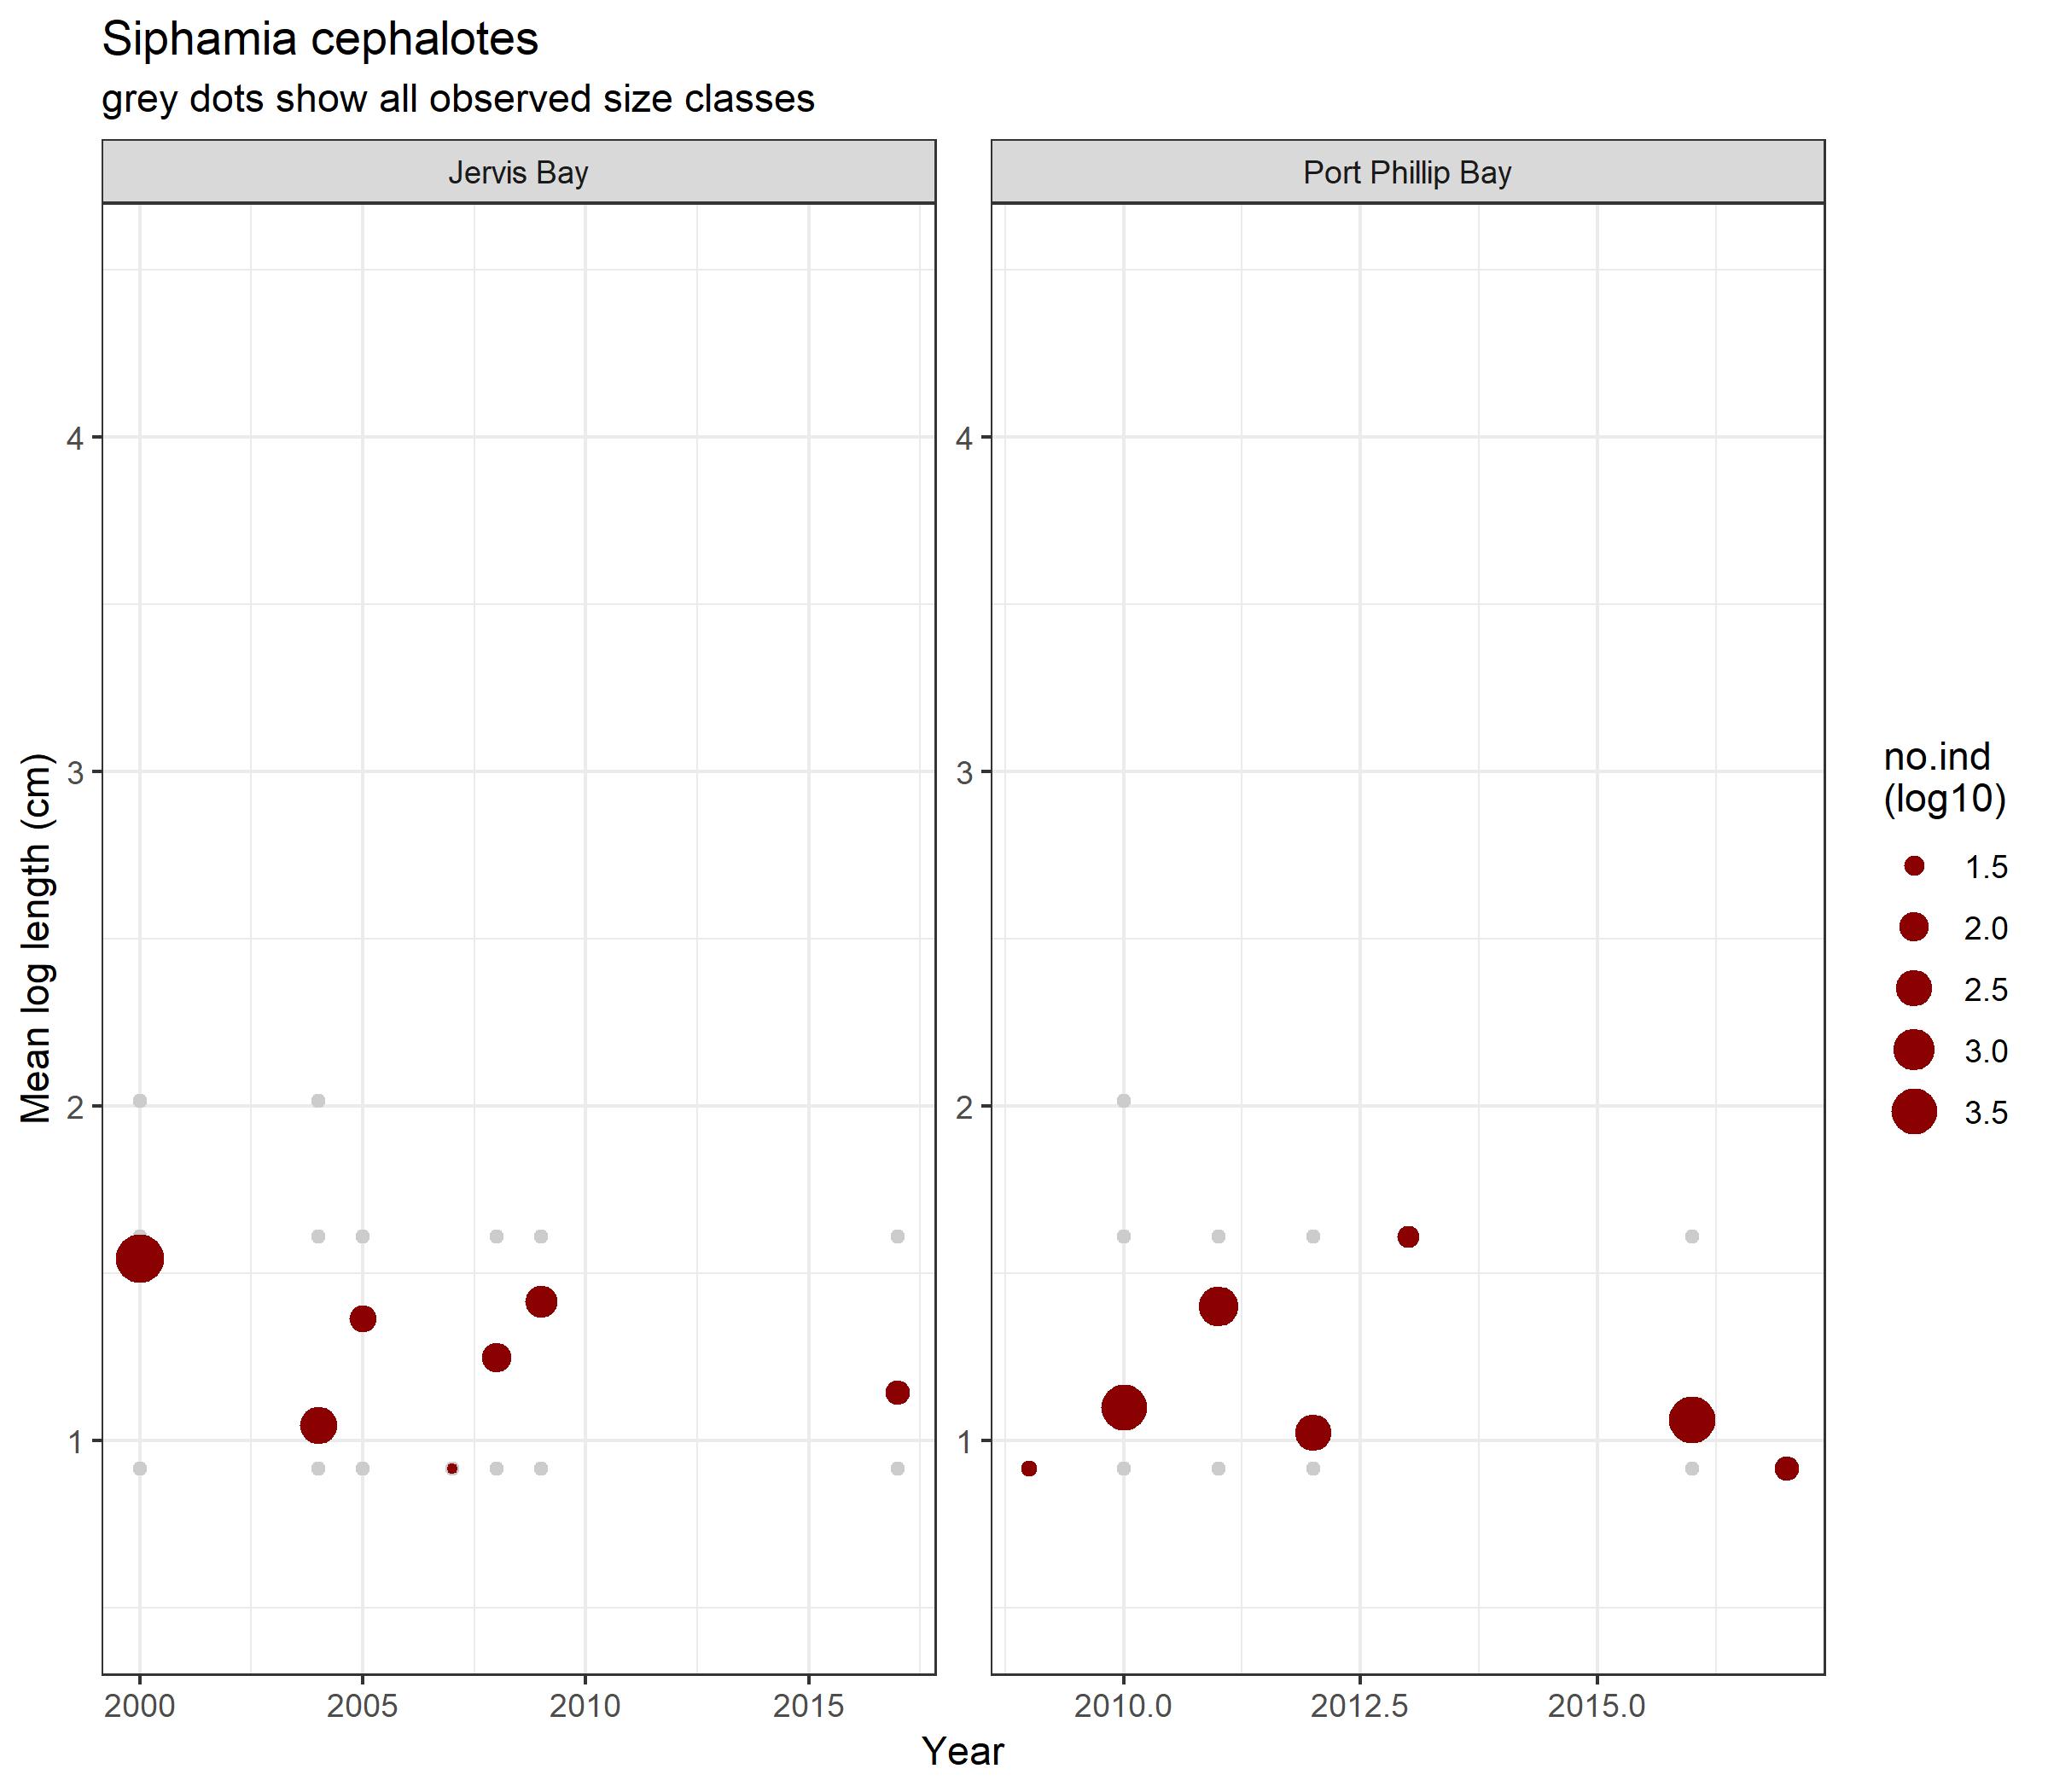 Siphamia cephalotes
grey dots show all observed size classes
Jervis Bay
Port Phillip Bay
Mean log length (cm)
4
3
2
1
4
3
2
1
2000
2005
2010
2015
2010.0
2012.5
2015.0
Year
no.ind
(log10)
1.5
2.0
2.5
3.0
3.5